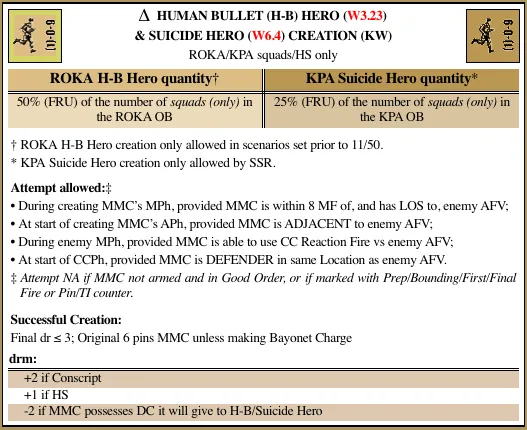 Δ HUMAN BULLET (H-B) HERO (W3.23)
& SUICIDE HERO (W6.4) CREATION (KW)
ROKA/KPA squads/HS only
(1)-0-9
(1)-0-9
ROKA H-B Hero quantity† KPA Suicide Hero quantity*
50% (FRU) of the number of squads (only) in the ROKA OB
25% (FRU) of the number of squads (only) in the KPA OB
† ROKA H-B Hero creation only allowed in scenarios set prior to 11/50.
* KPA Suicide Hero creation only allowed by SSR.
Attempt allowed:‡
• During creating MMC's MPh, provided MMC is within 8 MF of, and has LOS to, enemy AFV;
• At start of creating MMC's APh, provided MMC is ADJACENT to enemy AFV;
• During enemy MPh, provided MMC is able to use CC Reaction Fire vs enemy AFV;
• At start of CCPh, provided MMC is DEFENDER in same Location as enemy AFV.
‡ Attempt NA if MMC not armed and in Good Order, or if marked with Prep/Bounding/First/Final
Fire or Pin/TI counter.
Successful Creation:
Final dr ≤ 3; Original 6 pins MMC unless making Bayonet Charge
drm:
+2 if Conscript
+1 if HS
-2 if MMC possesses DC it will give to H-B/Suicide Hero